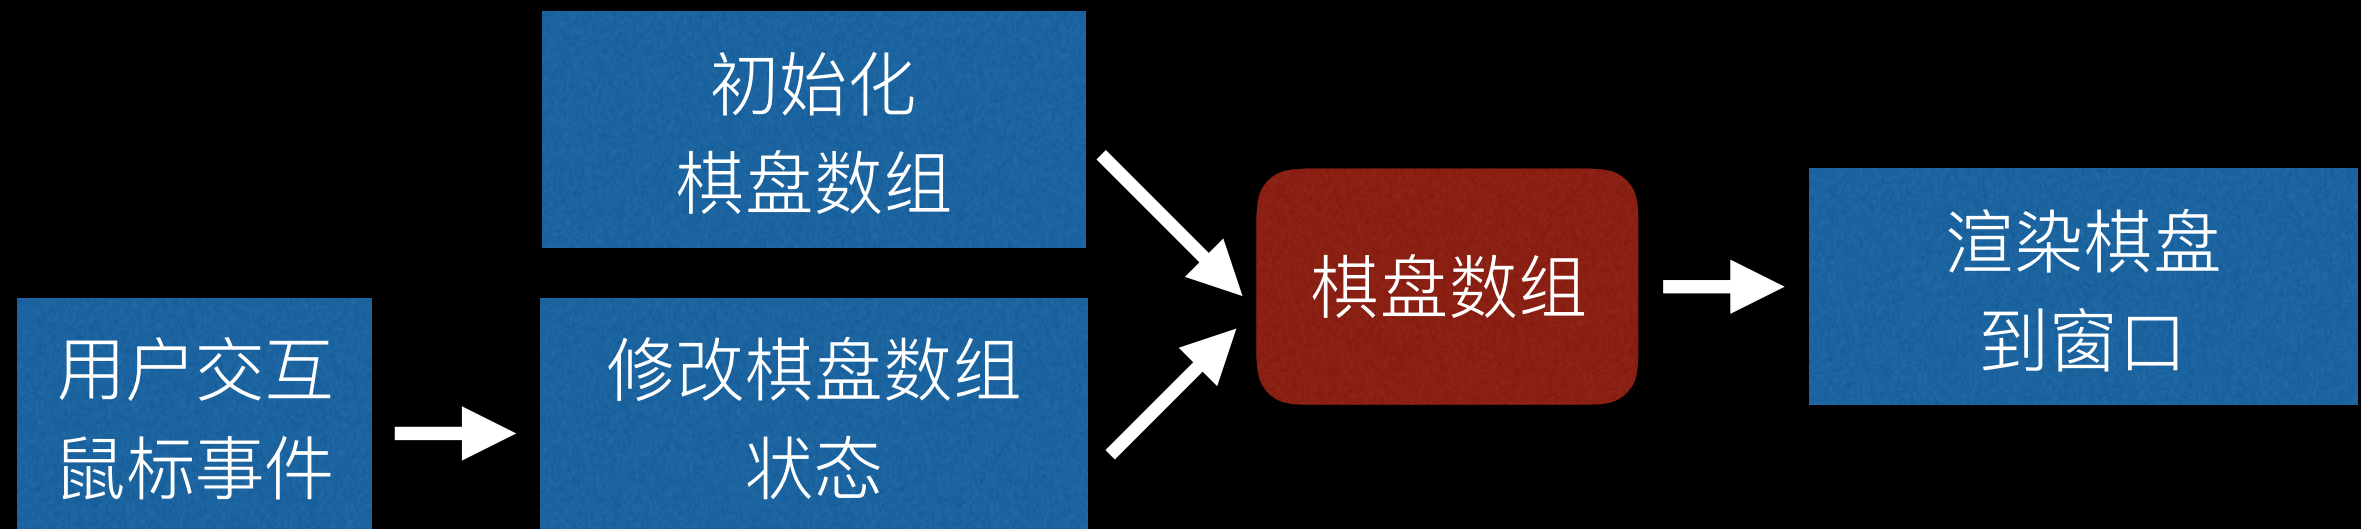 初始化
棋盘数组
用户交互
鼠标事件
修改棋盘数组
状态
棋盘数组
渲染棋盘
到窗口